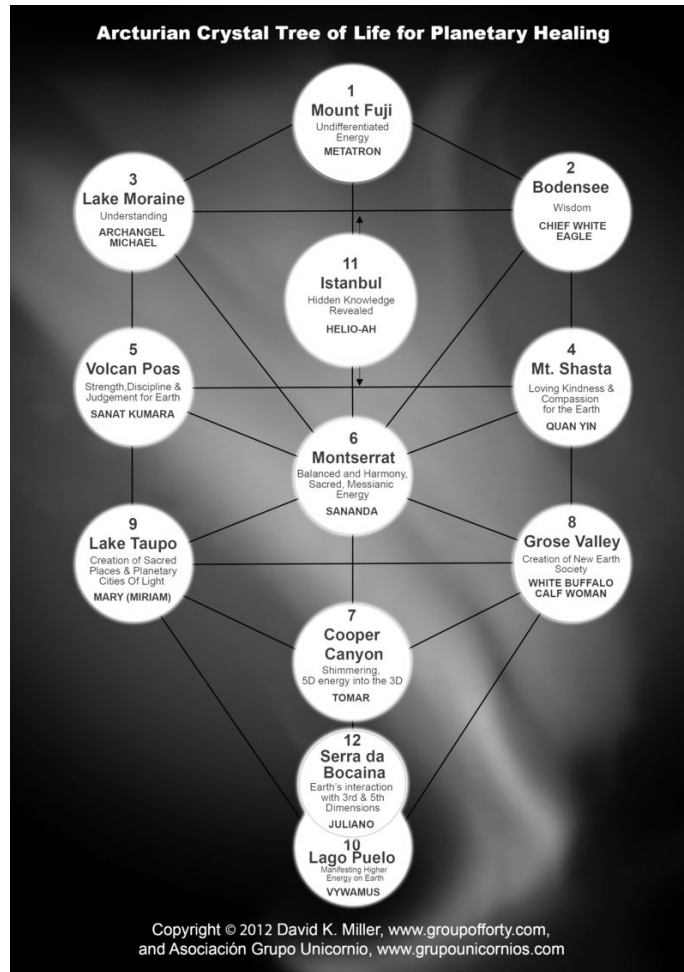 Arcturian Crystal Tree of Life for Planetary Healing
1
Mount Fuji
Undifferentiated
Energy
METATRON
3
Lake Moraine
Understanding
ARCHANGEL
MICHAEL
2
Bodensee
Wisdom
CHIEF WHITE
EAGLE
11
Istanbul
Hidden Knowledge
Revealed
HELIO-AH
5
Volcan Poas
Strength,Discipline &
Judgement for Earth
SANAT KUMARA
4
Mt. Shasta
Loving Kindness &
Compassion
for the Earth
QUAN YIN
6
Montserrat
Balanced and Harmony,
Sacred, Messianic
Energy
SANANDA
9
Lake Taupo
Creation of Sacred
Places & Planetary
Cities Of Light
MARY (MIRIAM)
8
Grose Valley
Creation of New Earth
Society
WHITE BUFFALO
CALF WOMAN
7
Cooper
Canyon
Shimmering,
5D energy into the 3D
TOMAR
12
Serra da
Bocaina
Earth's interaction
with 3rd & 5th
Dimensions
JULIANO
10
Lago Puelo
Manifesting Higher
Energy on Earth
VYWAMUS
Copyright © 2012 David K. Miller, www.groupofforty.com,
and Asociación Grupo Unicornio, www.grupounicornios.com